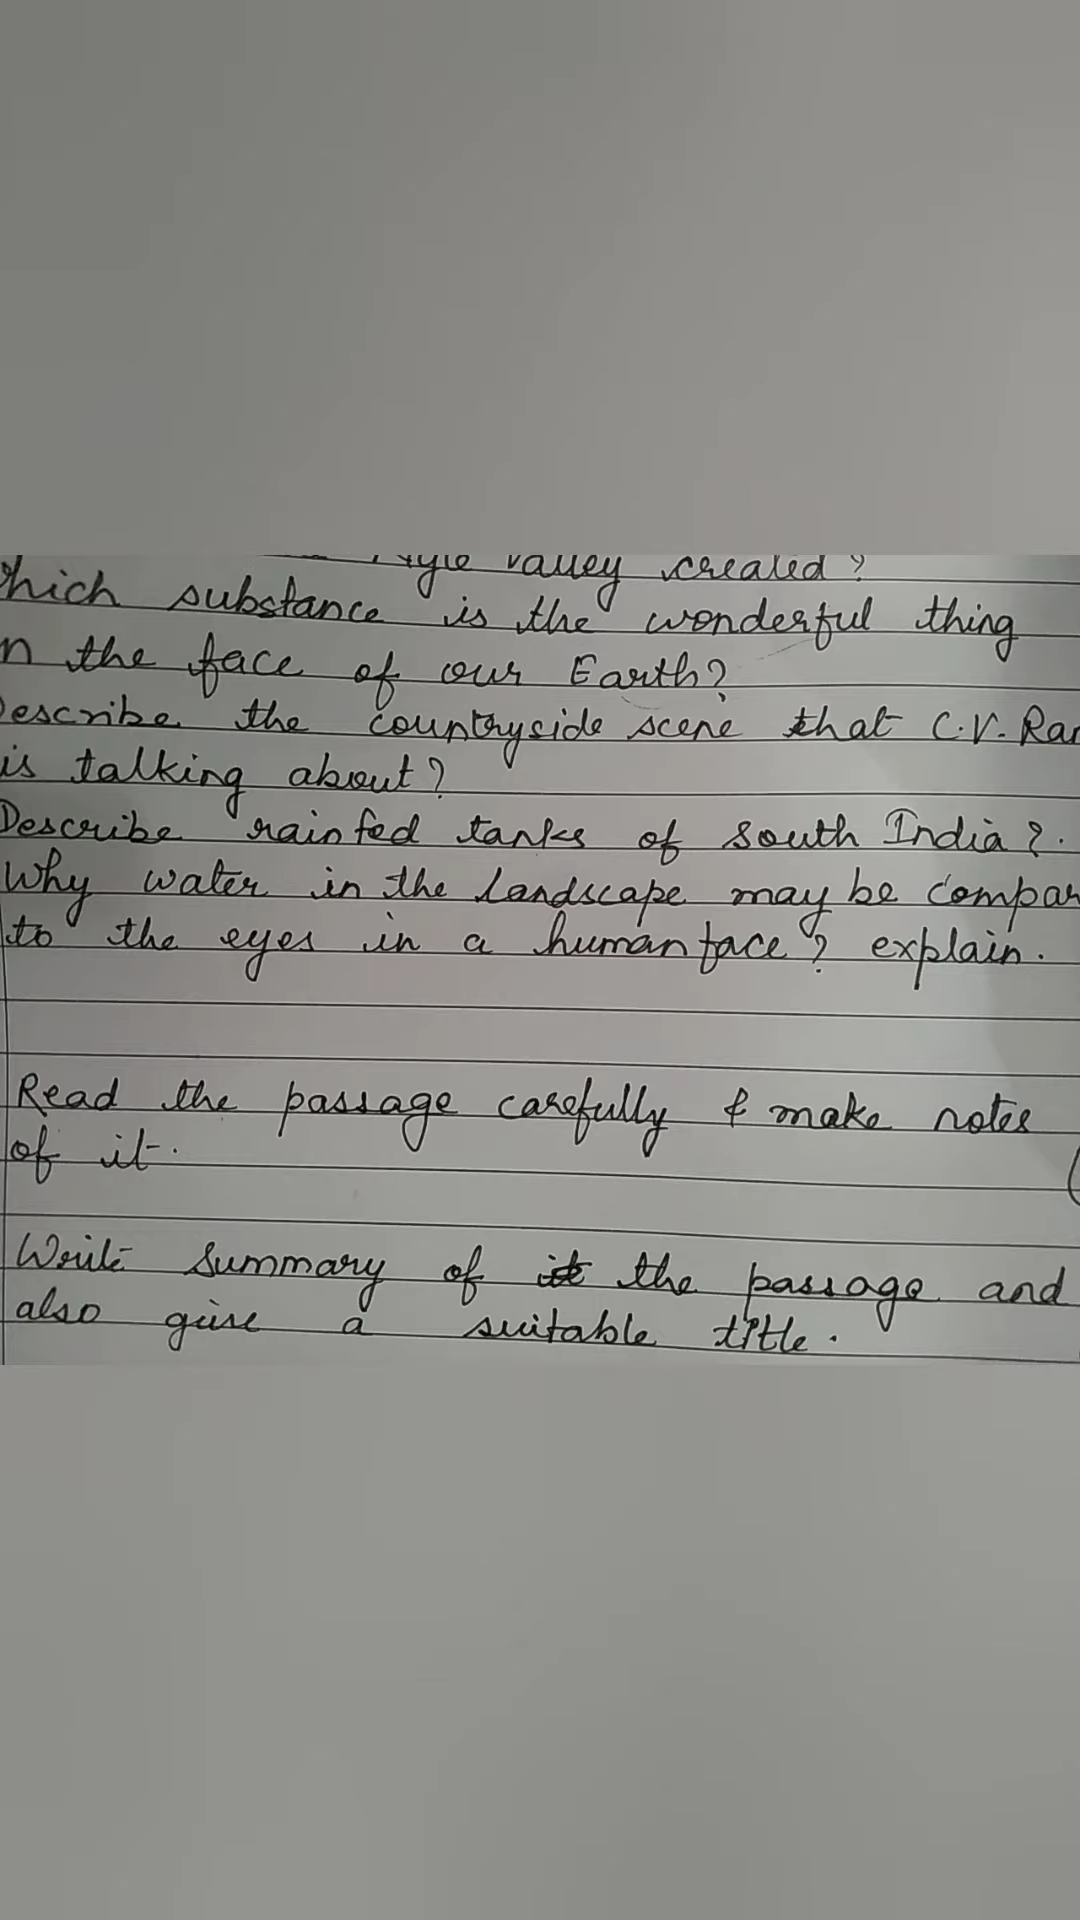 valley created?
hich substance is the wonderful thing
n the face of our Earth?
Describe the countryside scene that C.V. Ra
is talking about?
Describe rainfed tanks of south India?.
Why water in the landscape may be Compar
to the eyes in a human face? explain.
Read the passage carefully & make notes
of it.
Write summary of the passage and
also give a suitable title.